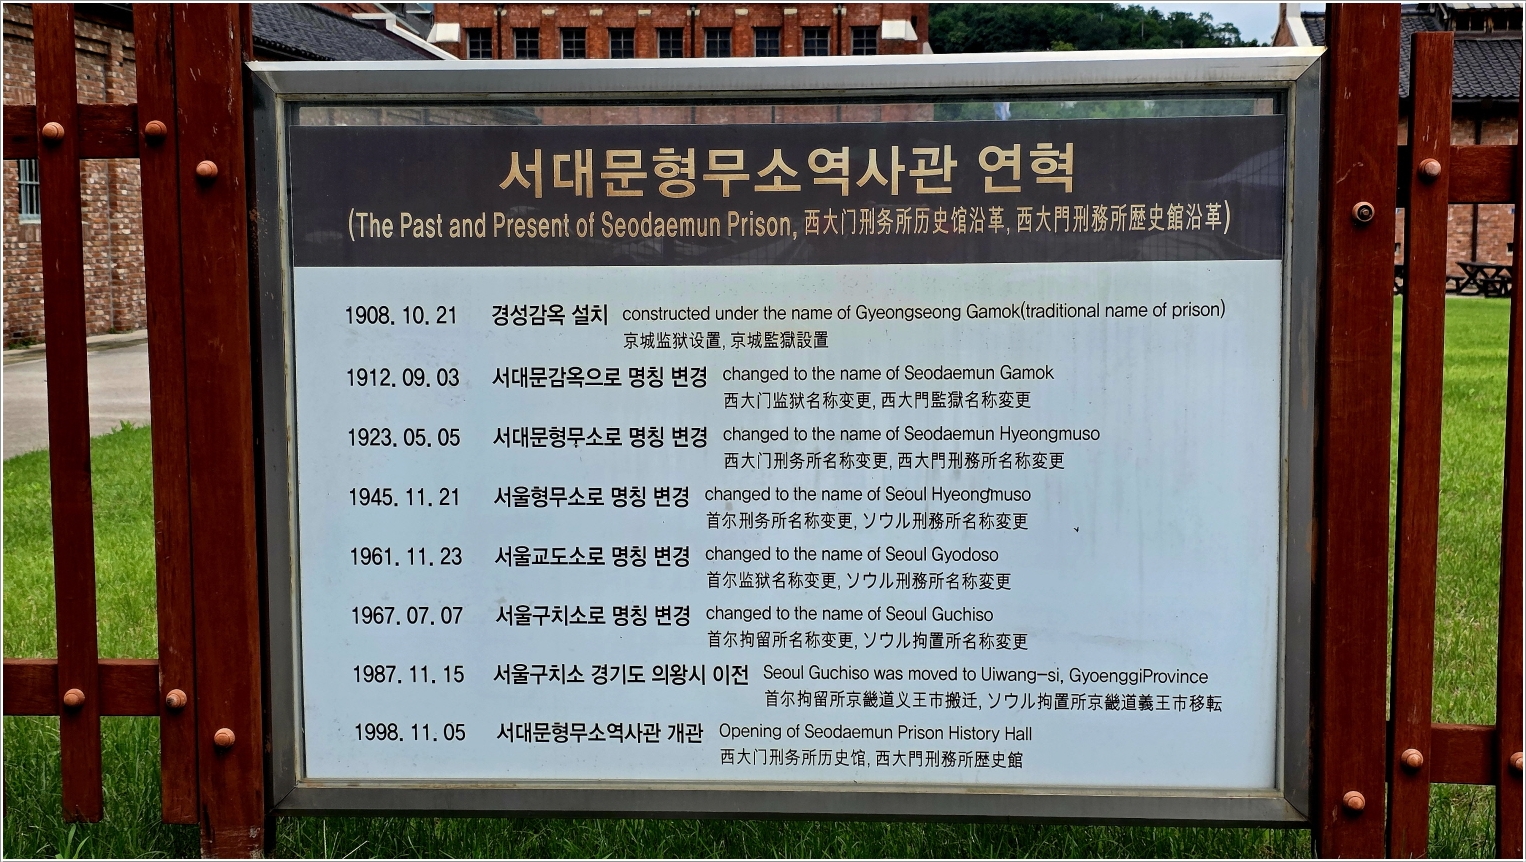 서대문형무소역사관 연혁
(The Past and Present of Seodaemun Prison, 西大门刑务所历史馆沿革, 西大門刑務所歴史館沿革)
1908. 10. 21 경성감옥 설치 constructed under the name of Gyeongseong Gamok(traditional name of prison)
京城监狱设置, 京城監獄設置
1912. 09. 03 서대문감옥으로 명칭 변경 changed to the name of Seodaemun Gamok
西大门监狱名称变更, 西大門監獄名称変更
1923. 05. 05 서대문형무소로 명칭 변경 changed to the name of Seodaemun Hyeongmuso
西大门刑务所名称变更, 西大門刑務所名称変更
1945. 11. 21 서울형무소로 명칭 변경 changed to the name of Seoul Hyeongmuso
首尔刑务所名称变更, ソウル刑務所名称変更
1961. 11. 23 서울교도소로 명칭 변경 changed to the name of Seoul Gyodoso
首尔监狱名称变更, ソウル刑務所名称変更
1967. 07. 07 서울구치소로 명칭 변경 changed to the name of Seoul Guchiso
首尔拘留所名称变更, ソウル拘置所名称変更
1987. 11. 15 서울구치소 경기도 의왕시 이전 Seoul Guchiso was moved to Uiwang-si, GyoenggiProvince
首尔拘留所京畿道义王市搬迁, ソウル拘置所京畿道義王市移転
1998. 11. 05 서대문형무소역사관 개관 Opening of Seodaemun Prison History Hall
西大门刑务所历史馆, 西大門刑務所歴史館